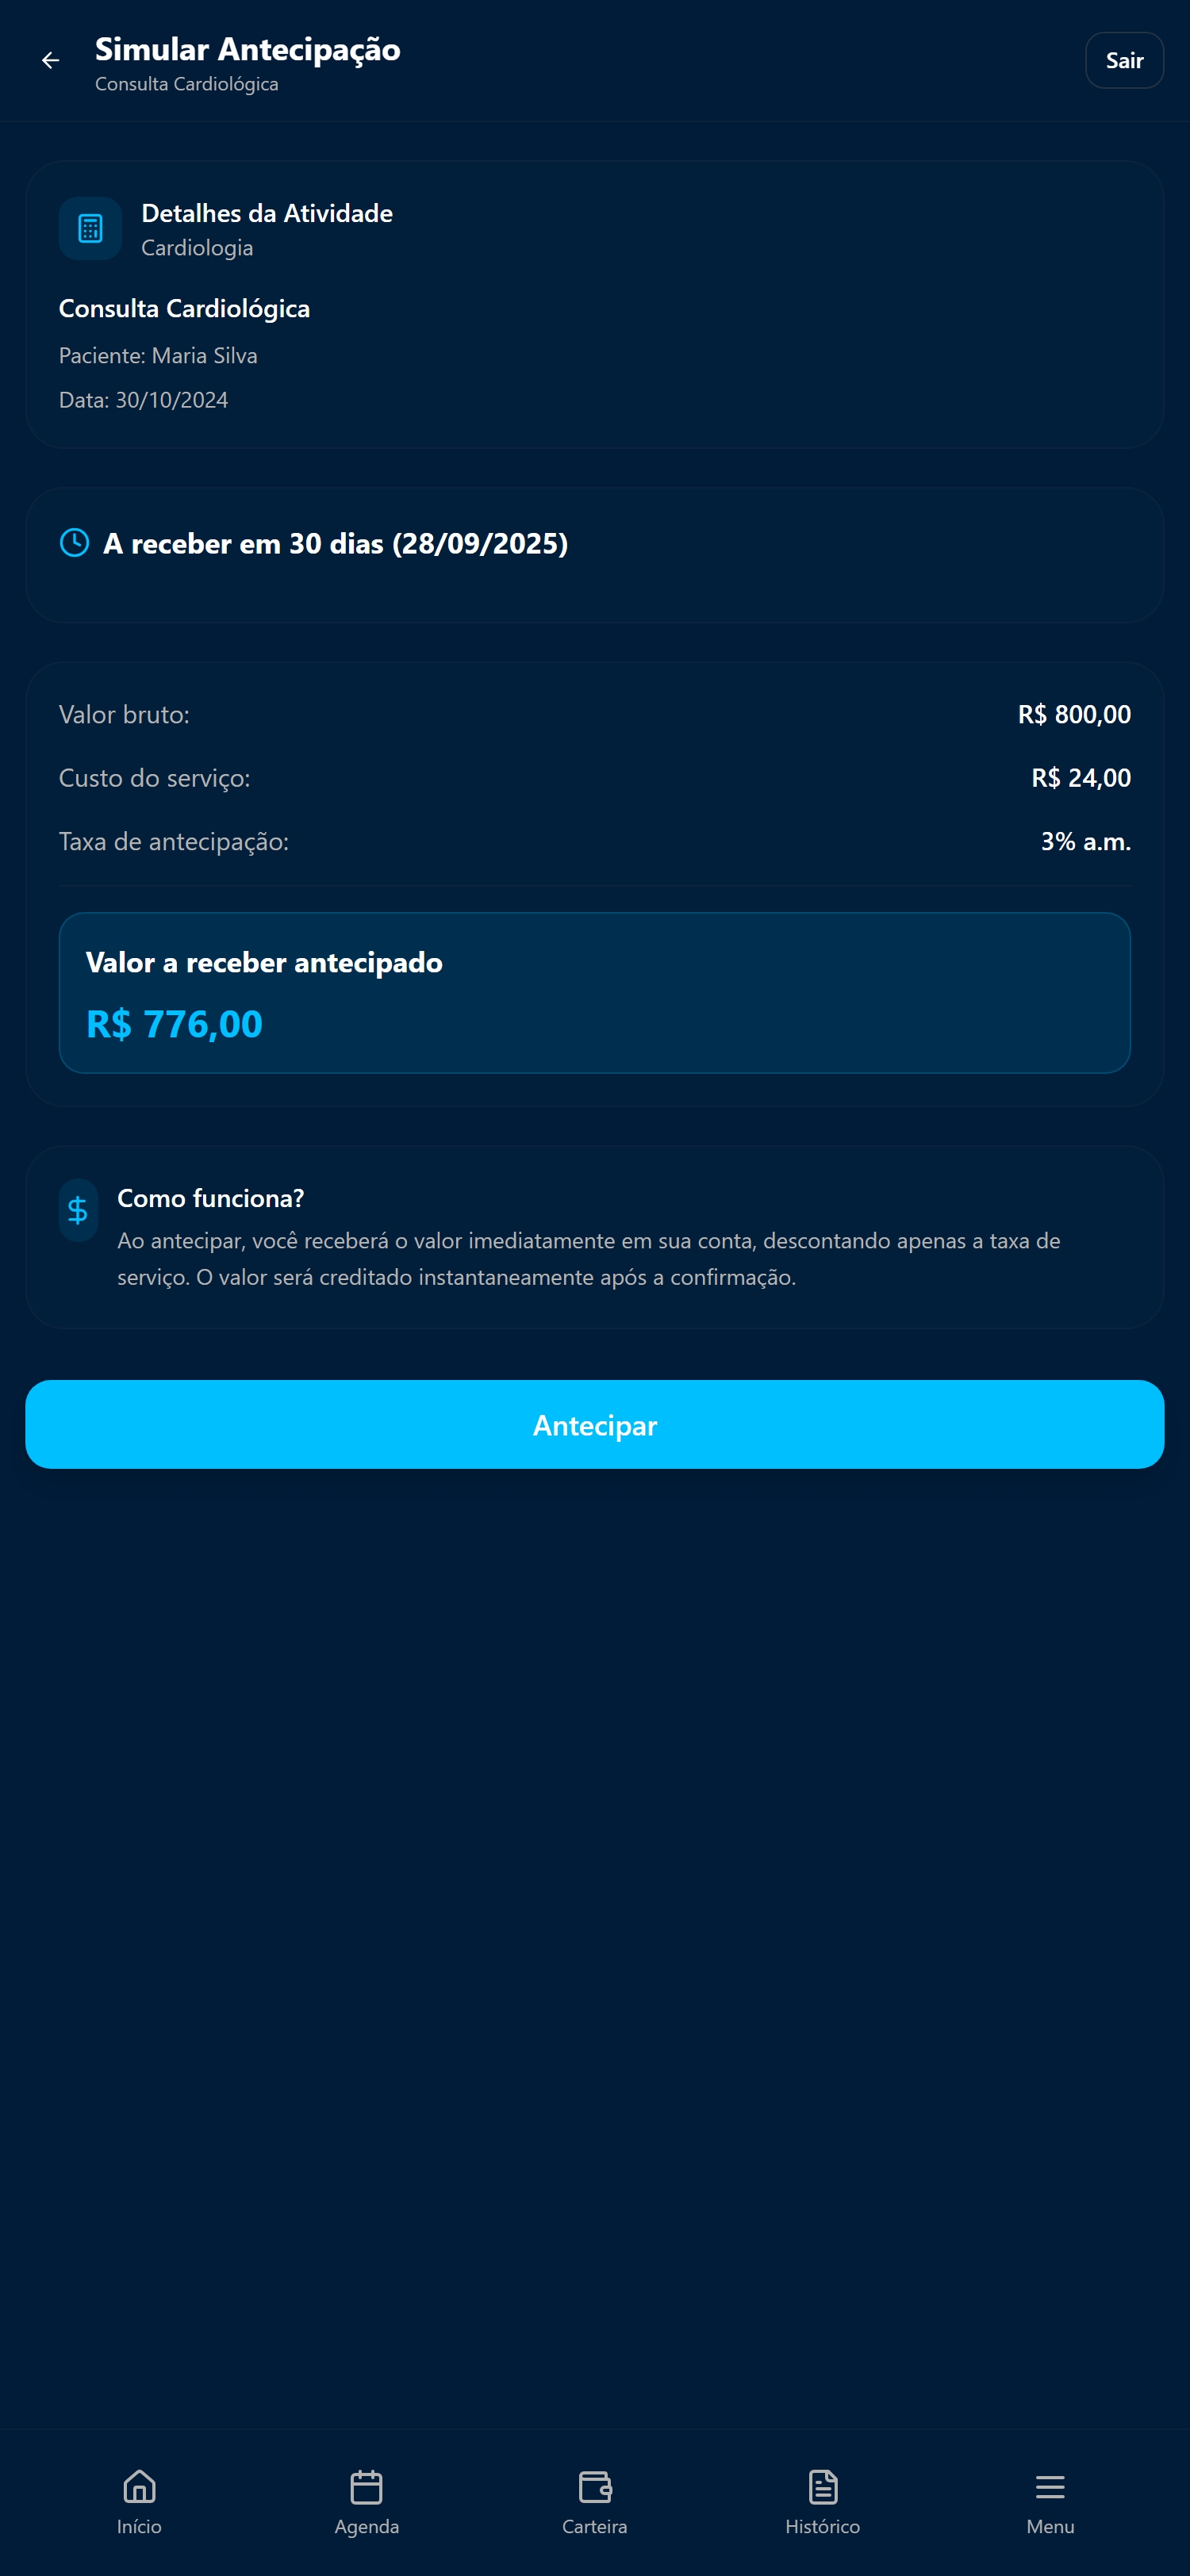 Simular Antecipação
Consulta Cardiológica
Sair
Detalhes da Atividade
Cardiologia
Consulta Cardiológica
Paciente: Maria Silva
Data: 30/10/2024
A receber em 30 dias (28/09/2025)
Valor bruto:
R$ 800,00
Custo do serviço:
R$ 24,00
Taxa de antecipação:
3% a.m.
Valor a receber antecipado
R$ 776,00
Como funciona?
Ao antecipar, você receberá o valor imediatamente em sua conta, descontando apenas a taxa de
serviço. O valor será creditado instantaneamente após a confirmação.
Antecipar
Início
Agenda
Carteira
Histórico
Menu